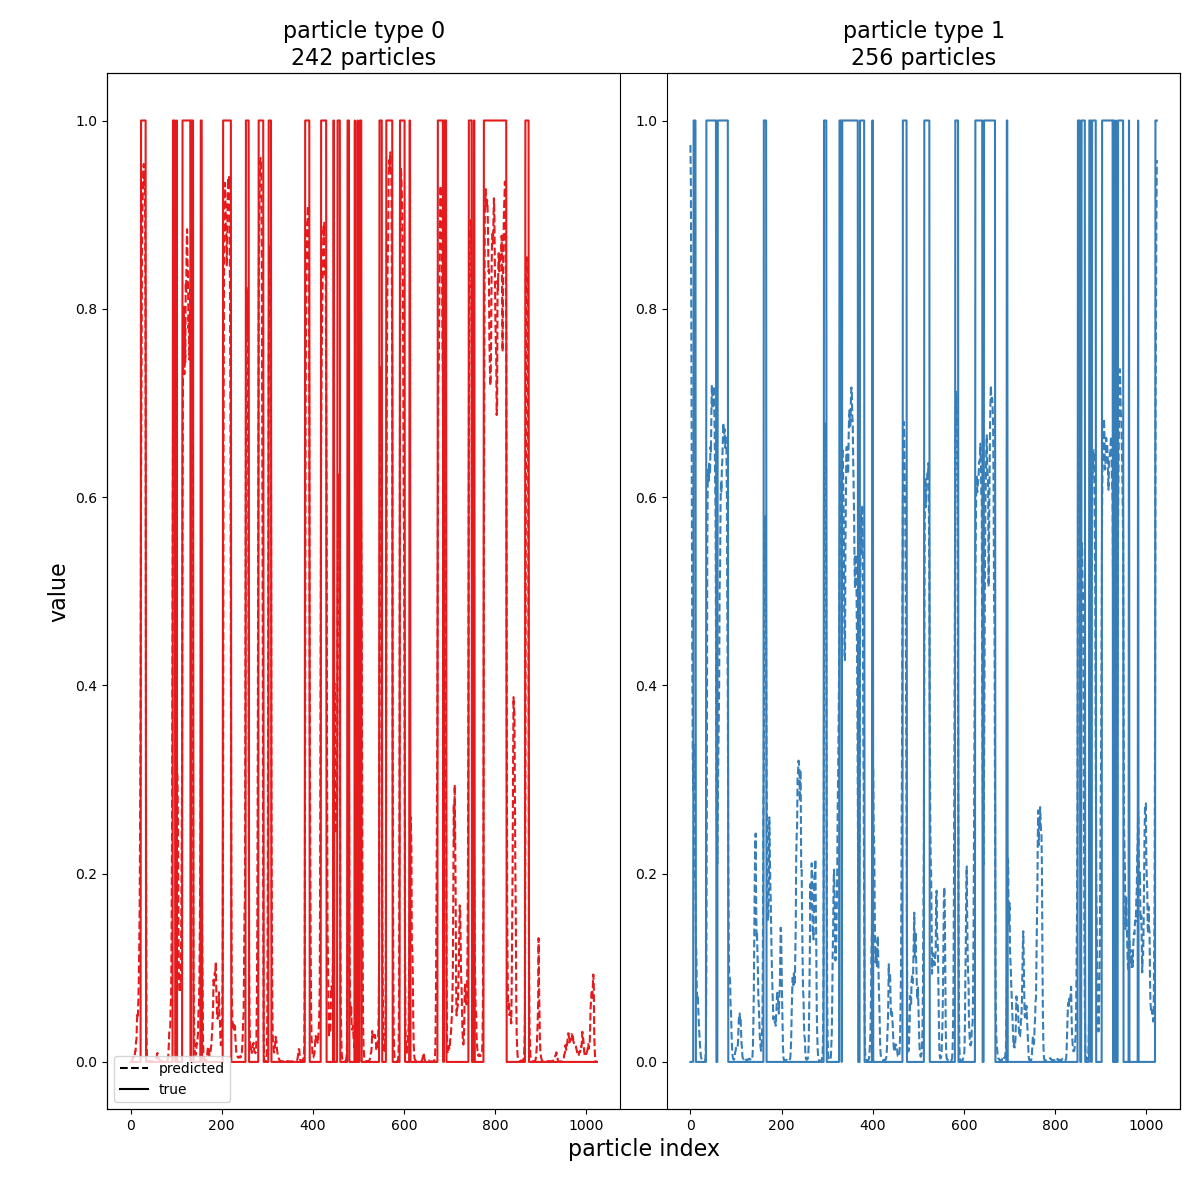 particle type 0
242 particles
particle type 1
256 particles
value
1.0
0.8
0.6
0.4
0.2
0.0
1.0
0.8
0.6
0.4
0.2
0.0
predicted
true
0 200 400 600 800 1000
0 200 400 600 800 1000
particle index